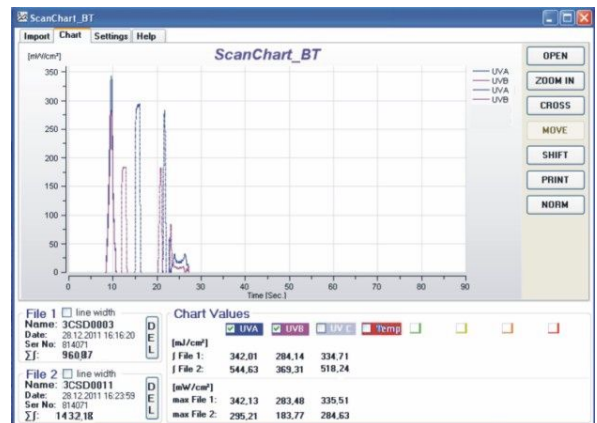 ScanChart_BT
Import Chart Settings Help
[mW/cm²]
ScanChart_BT
350
300
250
200
150
100
50
0
0 10 20 30 40 50 60 70 80 90
Time [Sec.]
UVA
UVB
UVA
UVB
OPEN
ZOOM IN
CROSS
MOVE
SHIFT
PRINT
NORM
File 1 line width
Name: 3CSD0003
Date: 28.12.2011 16:16:20
Ser No: 814071
∑∫: 960,87
DEL
File 2 line width
Name: 3CSD0011
Date: 28.12.2011 16:23:59
Ser No: 814071
∑∫: 1432,18
DEL
Chart Values
UVA UVB UV C Temp
[mJ/cm²]
∫ File 1: 342,01 284,14 334,71
∫ File 2: 544,63 369,31 518,24
[mW/cm²]
max File 1: 342,13 283,48 335,51
max File 2: 295,21 183,77 284,63